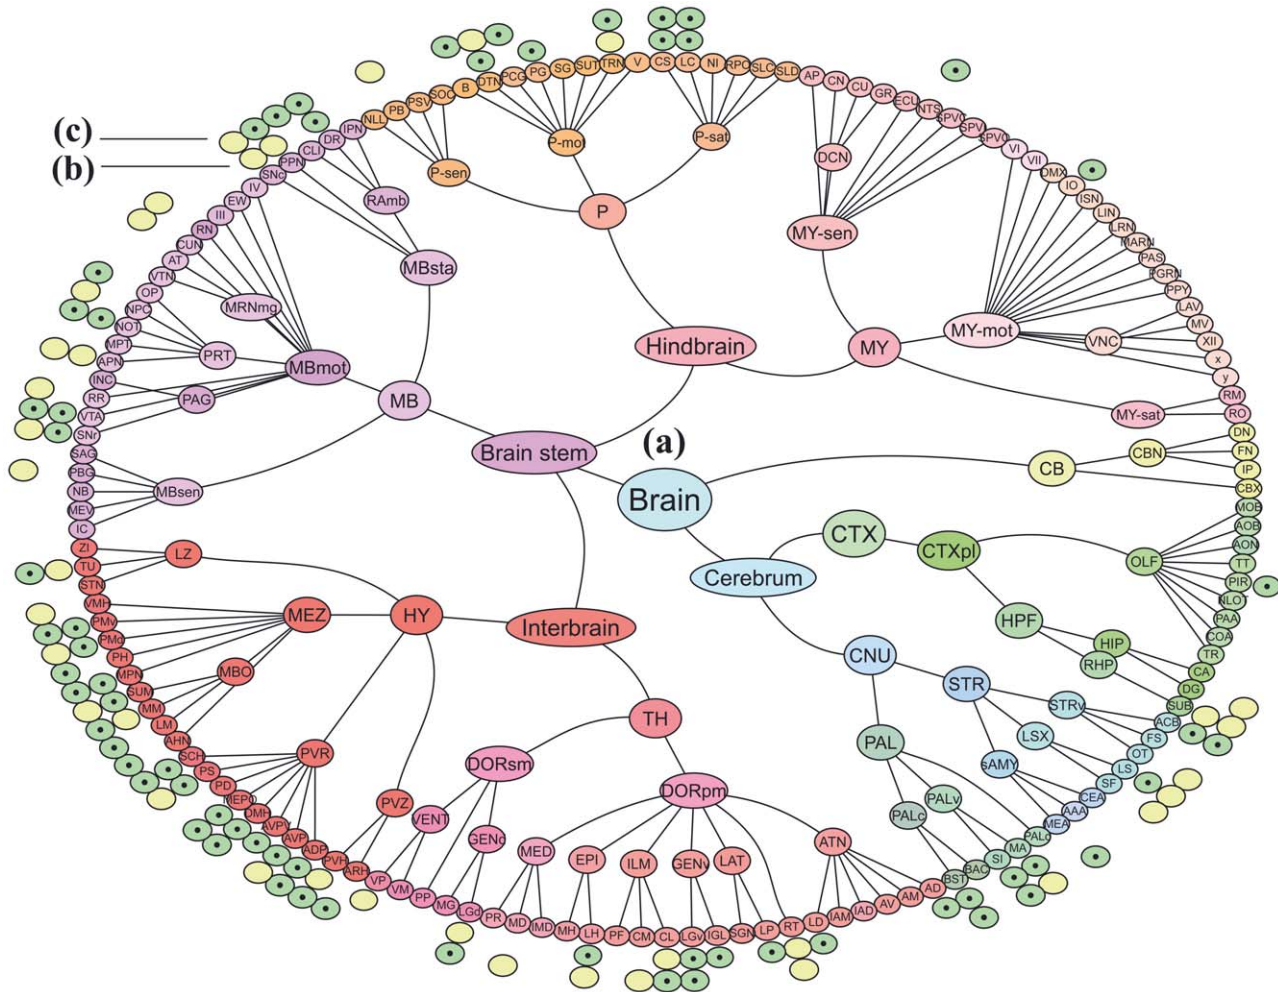 (c)
(b)
(a)
Brain
Brain stem
Hindbrain
Interbrain
Cerebrum
MB
MBsta
RAmb
MBmot
MRNmg
PRT
PAG
MBsen
P
P-sen
P-mot
P-sat
MY
MY-sen
DCN
MY-mot
VNC
MY-sat
CB
CBN
CTX
CTXpl
OLF
HPF
HIP
RHP
CNU
STR
STRv
LSX
sAMY
PAL
PALv
PALc
HY
LZ
MEZ
MBO
PVR
PVZ
TH
DORsm
VENT
GENd
DORpm
MED
EPI
ILM
GENv
LAT
ATN
NLL
PB
PSV
SOC
B
DTN
PCG
PG
SG
SUT
TRN
V
CS
LC
NI
RPO
SLC
SLD
AP
CN
CU
GR
ECU
NTS
SPVC
VI
VII
DMX
IO
ISN
LIN
LRN
MARN
PAS
PGRN
PPY
LAV
MV
XII
x
y
RM
RO
DN
FN
IP
CBX
MOB
AOB
AON
TT
PIR
NLOT
PAA
COA
TR
CA
DG
SUB
ACB
FS
OT
LS
SF
CEA
AAA
MEA
MA
SI
BAC
BST
AD
AM
AV
IAD
IAM
LD
RT
LP
SGN
IGL
LGv
CL
CM
PF
LH
MH
IMD
MD
PR
LGd
MG
PP
VM
VP
ARH
PVH
ADP
AVP
AVPV
DMH
MEPO
PD
PS
SCH
AHN
LM
MM
SUM
MPN
PH
PMd
PMv
VMH
STN
TU
ZI
IC
MEV
NB
PBG
SAG
SNr
VTA
RR
INC
APN
MPT
NOT
NPC
OP
VTN
AT
CUN
RN
III
EW
IV
SNc
PPN
CLI
DR
IPN